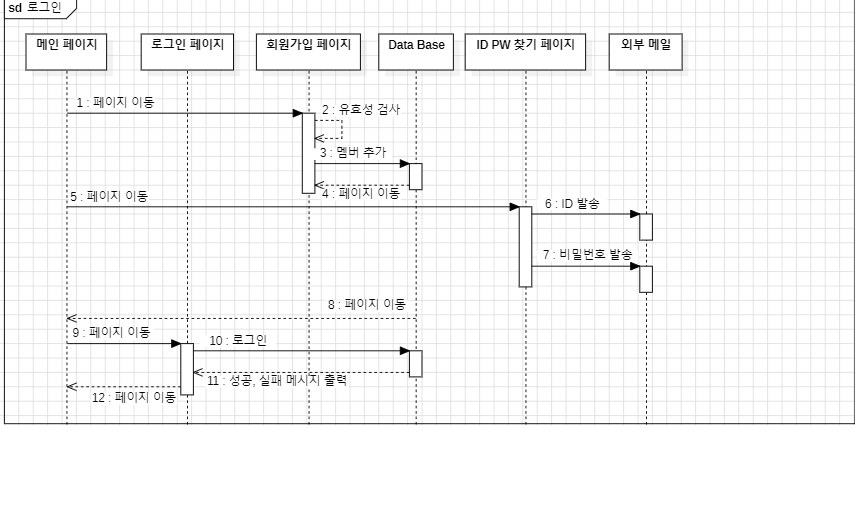 sd 로그인
메인 페이지
로그인 페이지
회원가입 페이지
Data Base
ID PW 찾기 페이지
외부 메일
1 : 페이지 이동
2 : 유효성 검사
3 : 멤버 추가
4 : 페이지 이동
5 : 페이지 이동
6 : ID 발송
7 : 비밀번호 발송
8 : 페이지 이동
9 : 페이지 이동
10 : 로그인
11 : 성공, 실패 메시지 출력
12 : 페이지 이동